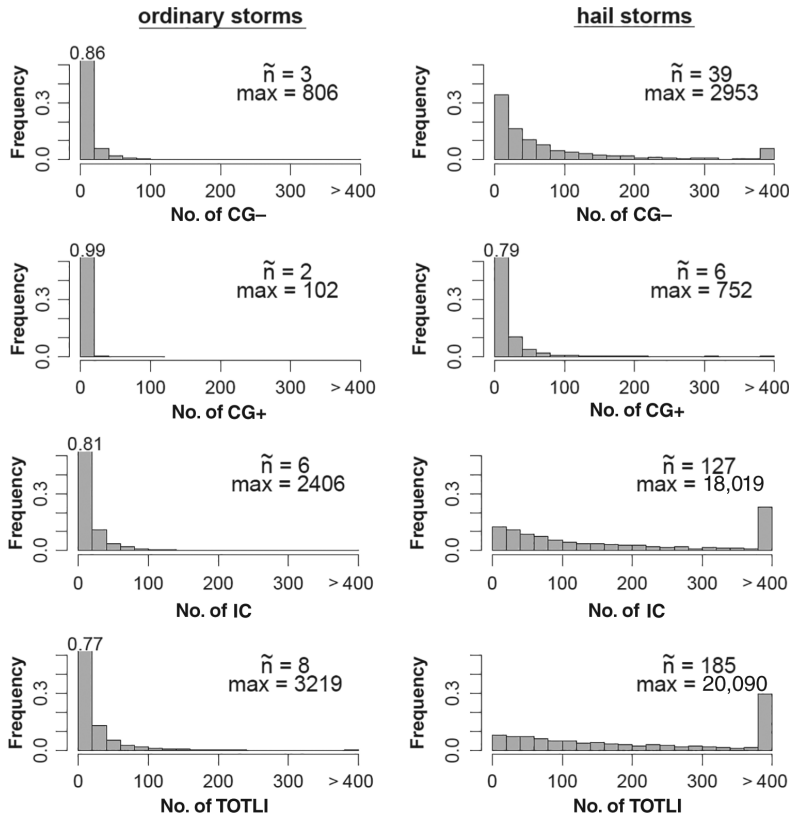 ordinary storms
hail storms
0.86
ñ = 3
max = 806
Frequency
0.3
0.0
0 100 200 300 > 400
No. of CG–
ñ = 39
max = 2953
Frequency
0.3
0.0
0 100 200 300 > 400
No. of CG–
0.99
ñ = 2
max = 102
Frequency
0.3
0.0
0 100 200 300 > 400
No. of CG+
0.79
ñ = 6
max = 752
Frequency
0.3
0.0
0 100 200 300 > 400
No. of CG+
0.81
ñ = 6
max = 2406
Frequency
0.3
0.0
0 100 200 300 > 400
No. of IC
ñ = 127
max = 18,019
Frequency
0.3
0.0
0 100 200 300 > 400
No. of IC
0.77
ñ = 8
max = 3219
Frequency
0.3
0.0
0 100 200 300 > 400
No. of TOTLI
ñ = 185
max = 20,090
Frequency
0.3
0.0
0 100 200 300 > 400
No. of TOTLI